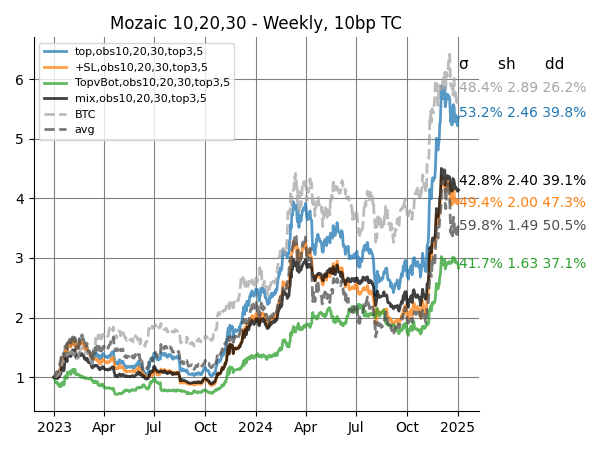 Mozaic 10,20,30 - Weekly, 10bp TC
top,obs10,20,30,top3,5
+SL,obs10,20,30,top3,5
TopvBot,obs10,20,30,top3,5
mix,obs10,20,30,top3,5
BTC
avg
σ sh dd
48.4% 2.89 26.2%
53.2% 2.46 39.8%
42.8% 2.40 39.1%
49.4% 2.00 47.3%
59.8% 1.49 50.5%
41.7% 1.63 37.1%
6
5
4
3
2
1
2023 Apr Jul Oct 2024 Apr Jul Oct 2025